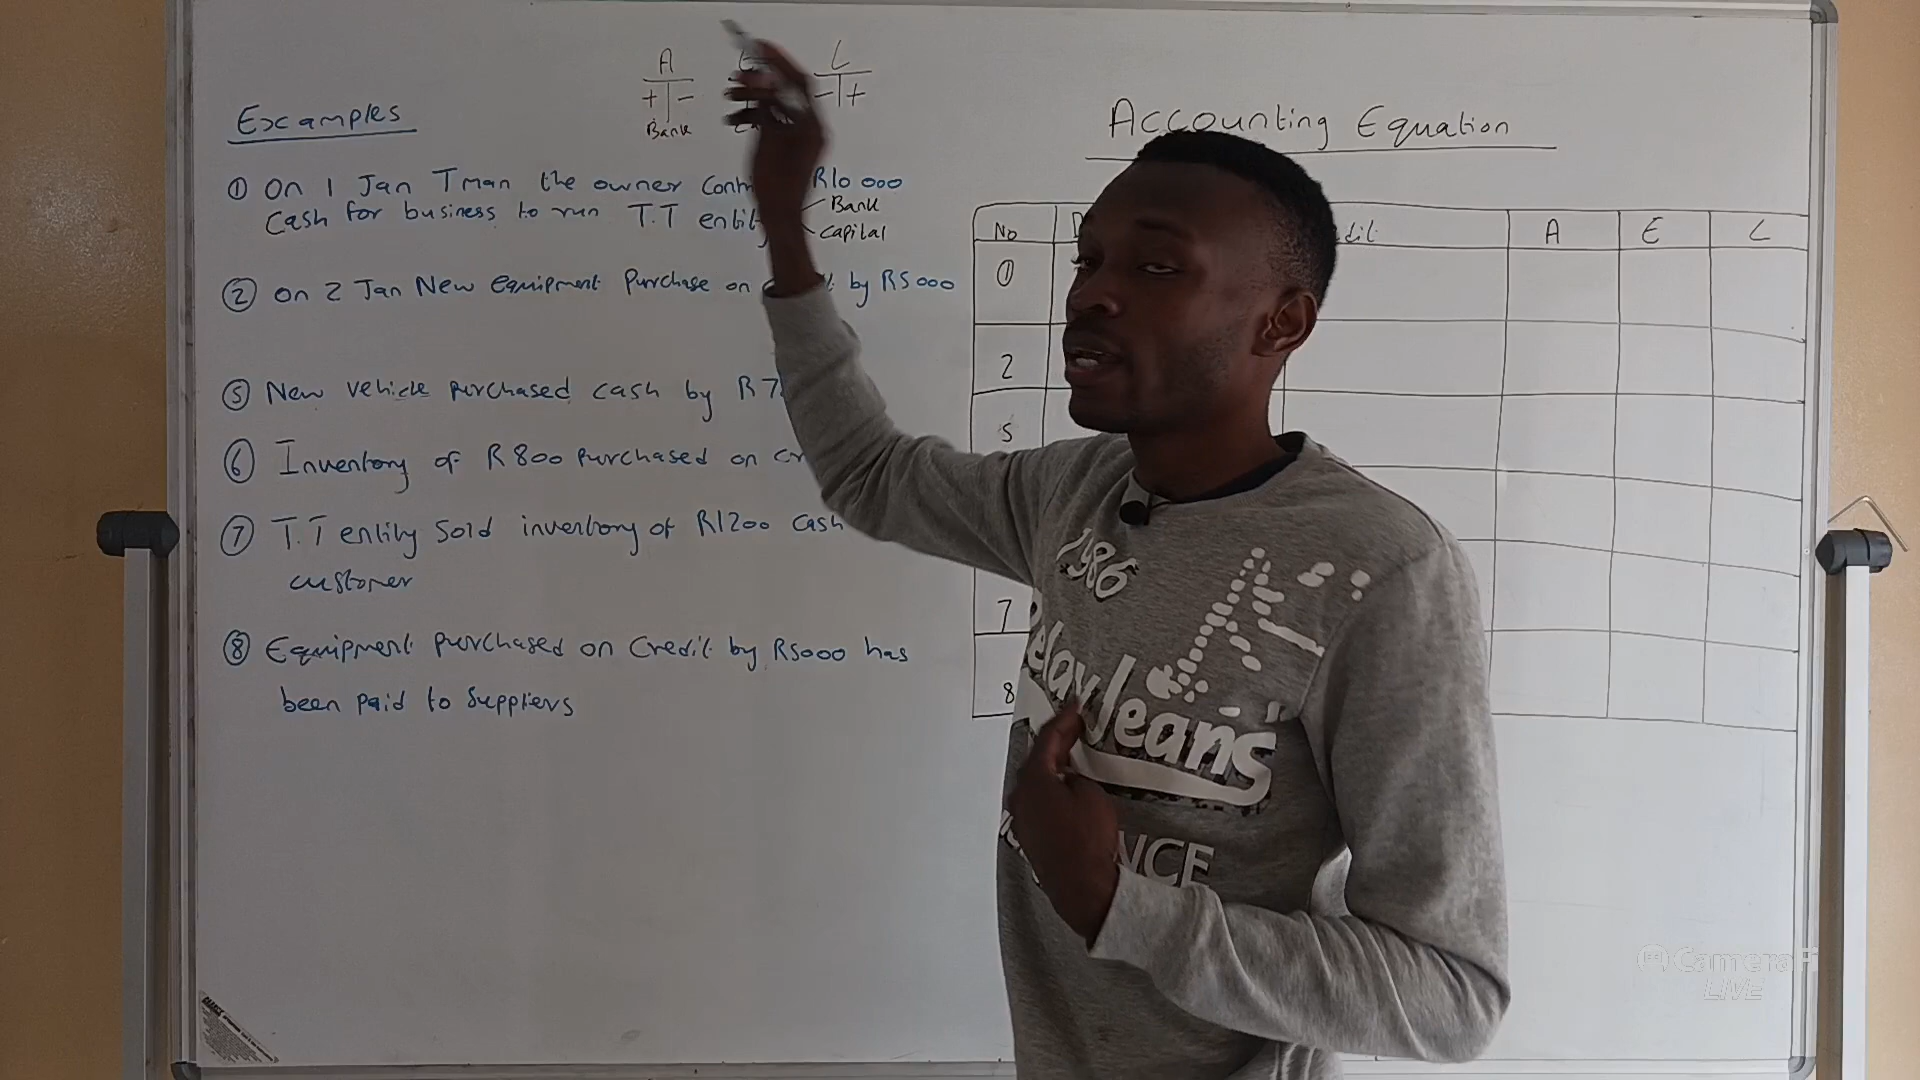 A L
+ - - +
Bank
Examples
① On 1 Jan Tman the owner R10 000
Cash for business to run T.T Bank
Capital
② on 2 Jan New equipment Purchase on by R5000
⑤ New vehicle purchased cash by
⑥ Inventory of R800 purchased on
⑦ T.T entity sold inventory of R1200 cash
customer
⑧ Equipment purchased on credit by R5000 has
been paid to suppliers
Accounting Equation
No A E L
①
2
5
7
8
1986
Jeans
CameraFi
LIVE